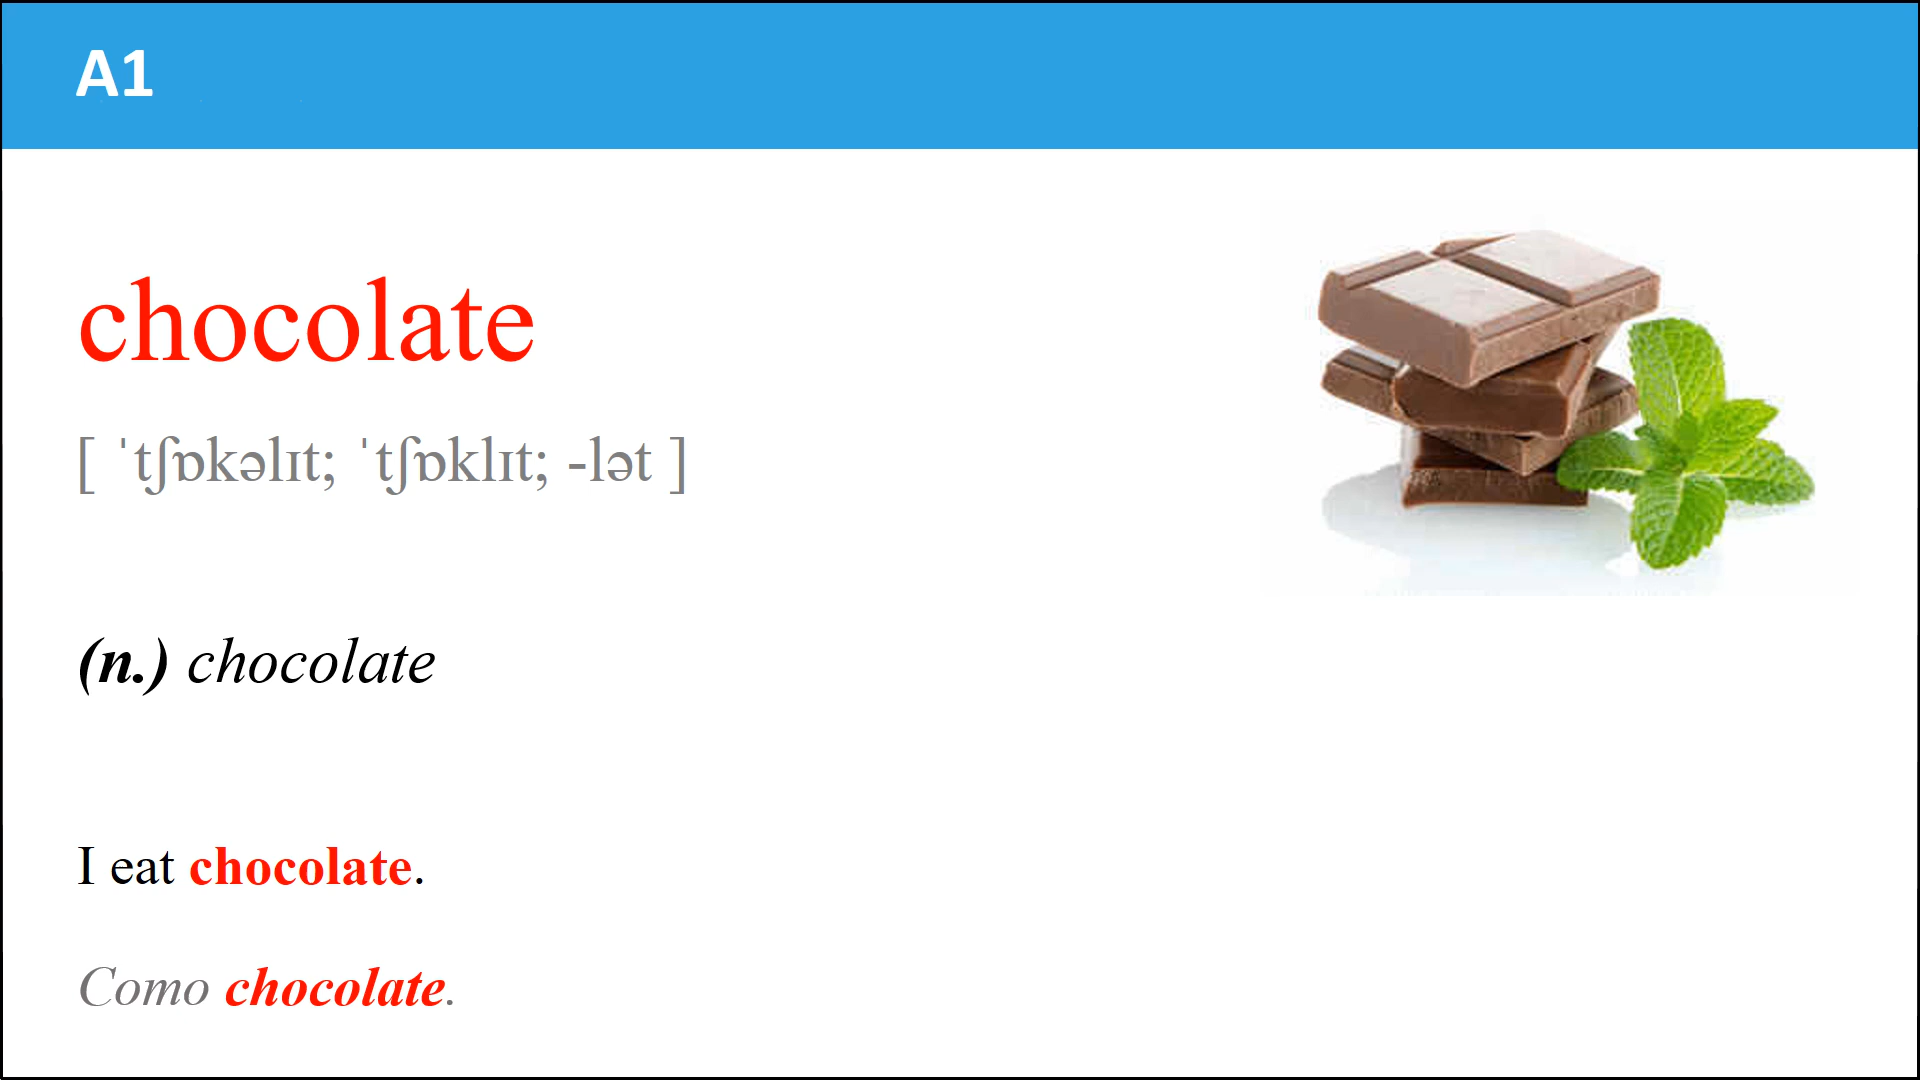 A1
chocolate
[ ˈtʃɒkəlɪt; ˈtʃɒklɪt; -lət ]
(n.) chocolate
I eat chocolate.
Como chocolate.